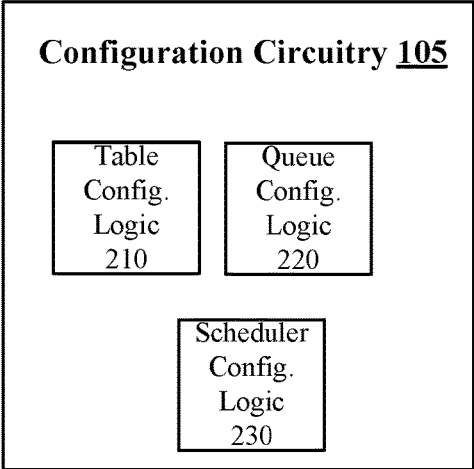 Configuration Circuitry 105
Table
Config.
Logic
210
Queue
Config.
Logic
220
Scheduler
Config.
Logic
230